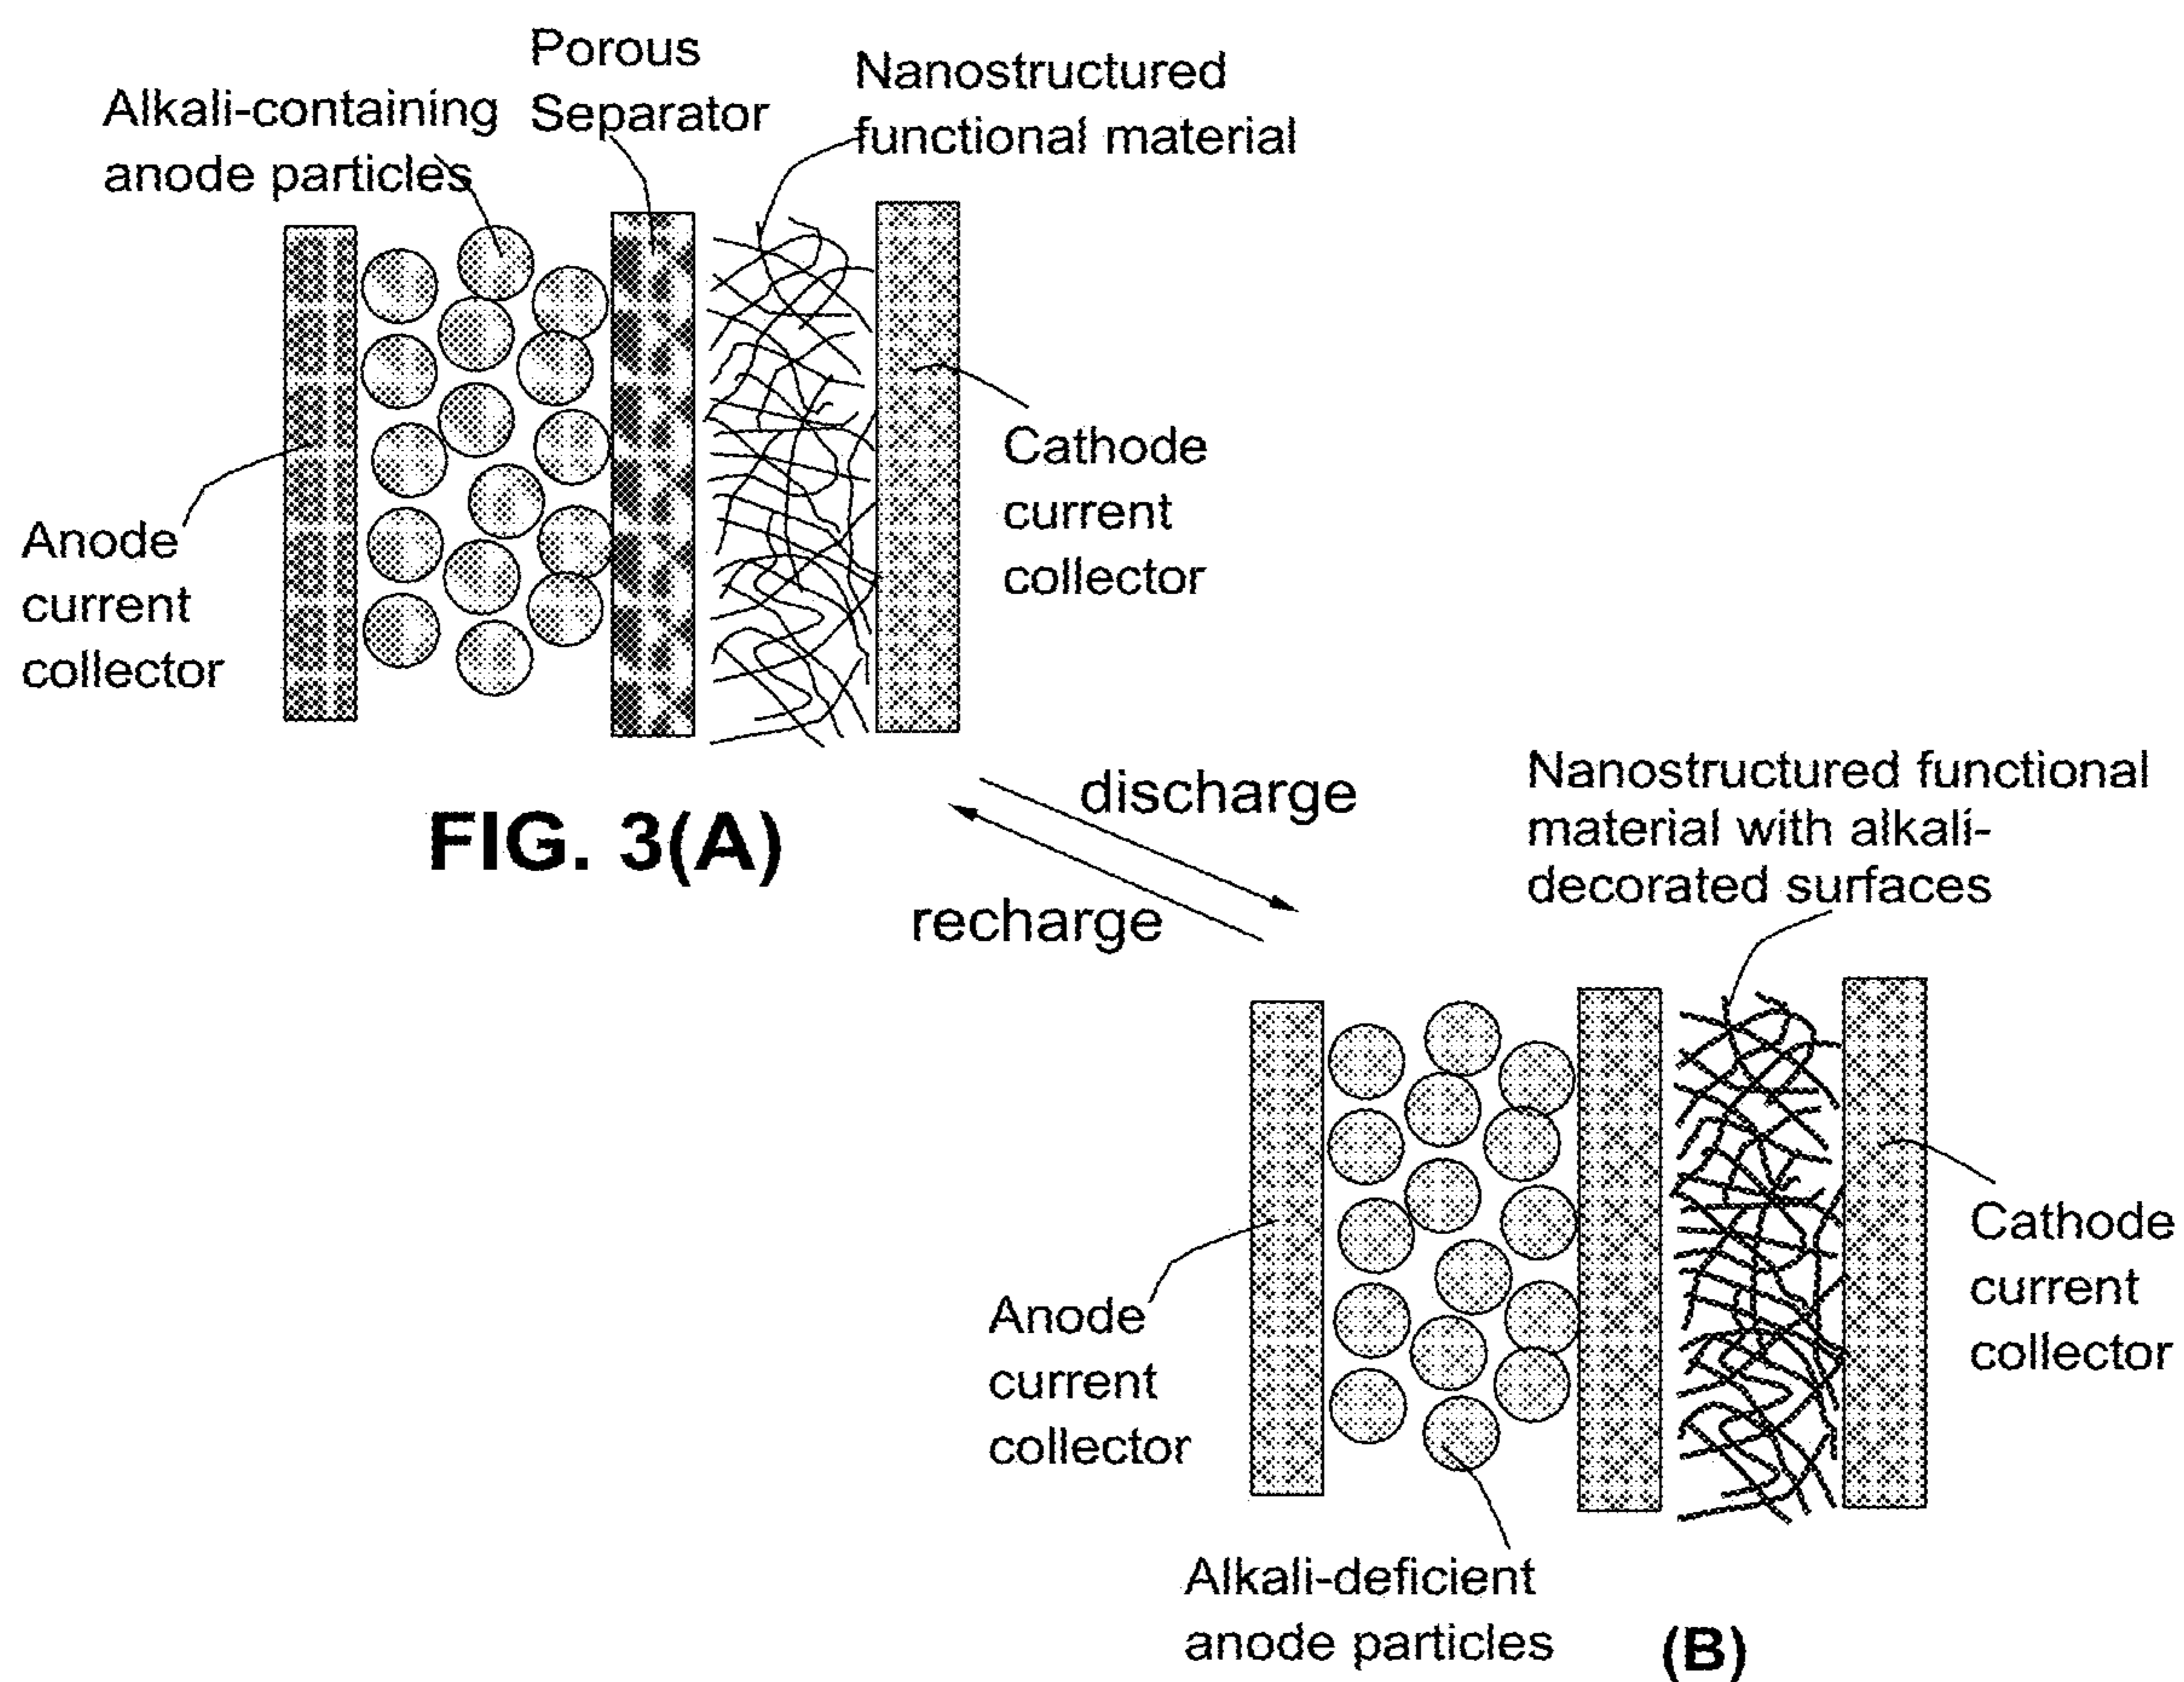 Porous
Separator
Alkali-containing
anode particles
Nanostructured
functional material
Anode
current
collector
Cathode
current
collector
FIG. 3(A)
discharge
recharge
Nanostructured functional
material with alkali-
decorated surfaces
Anode
current
collector
Cathode
current
collector
Alkali-deficient
anode particles
(B)